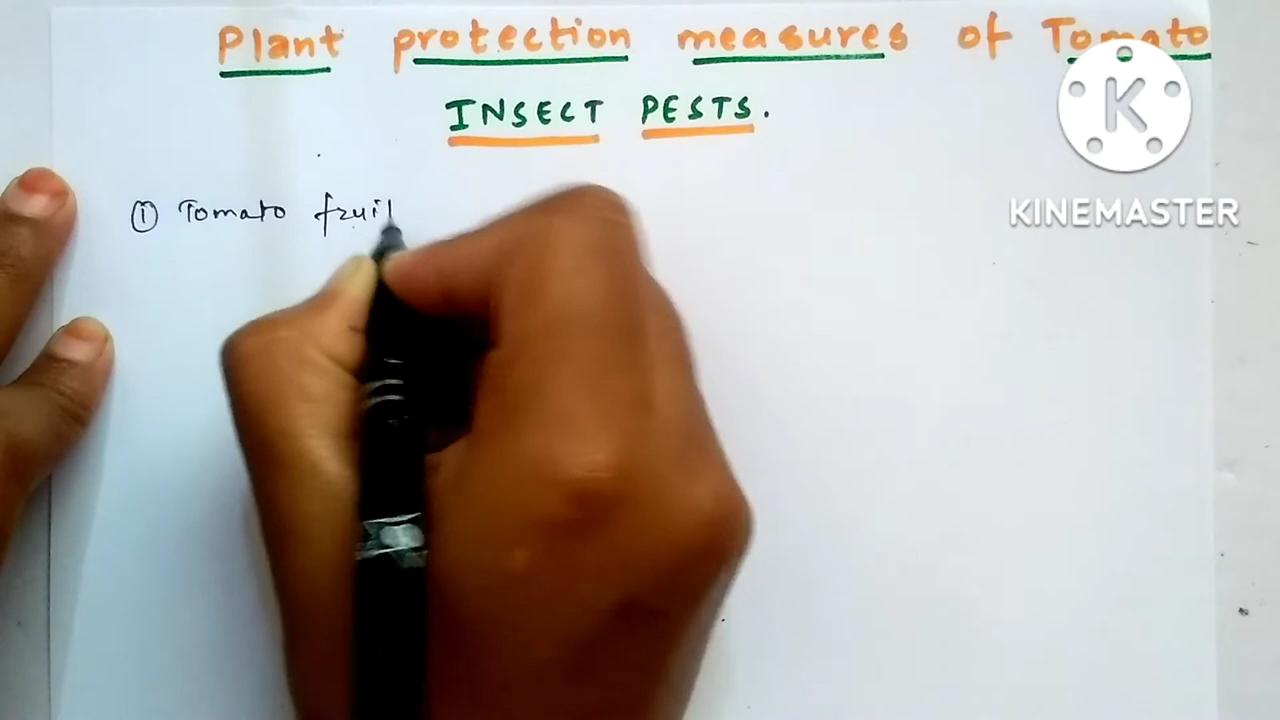 Plant protection measures of Tomato
INSECT PESTS.
K
KINEMASTER
① Tomato fruit